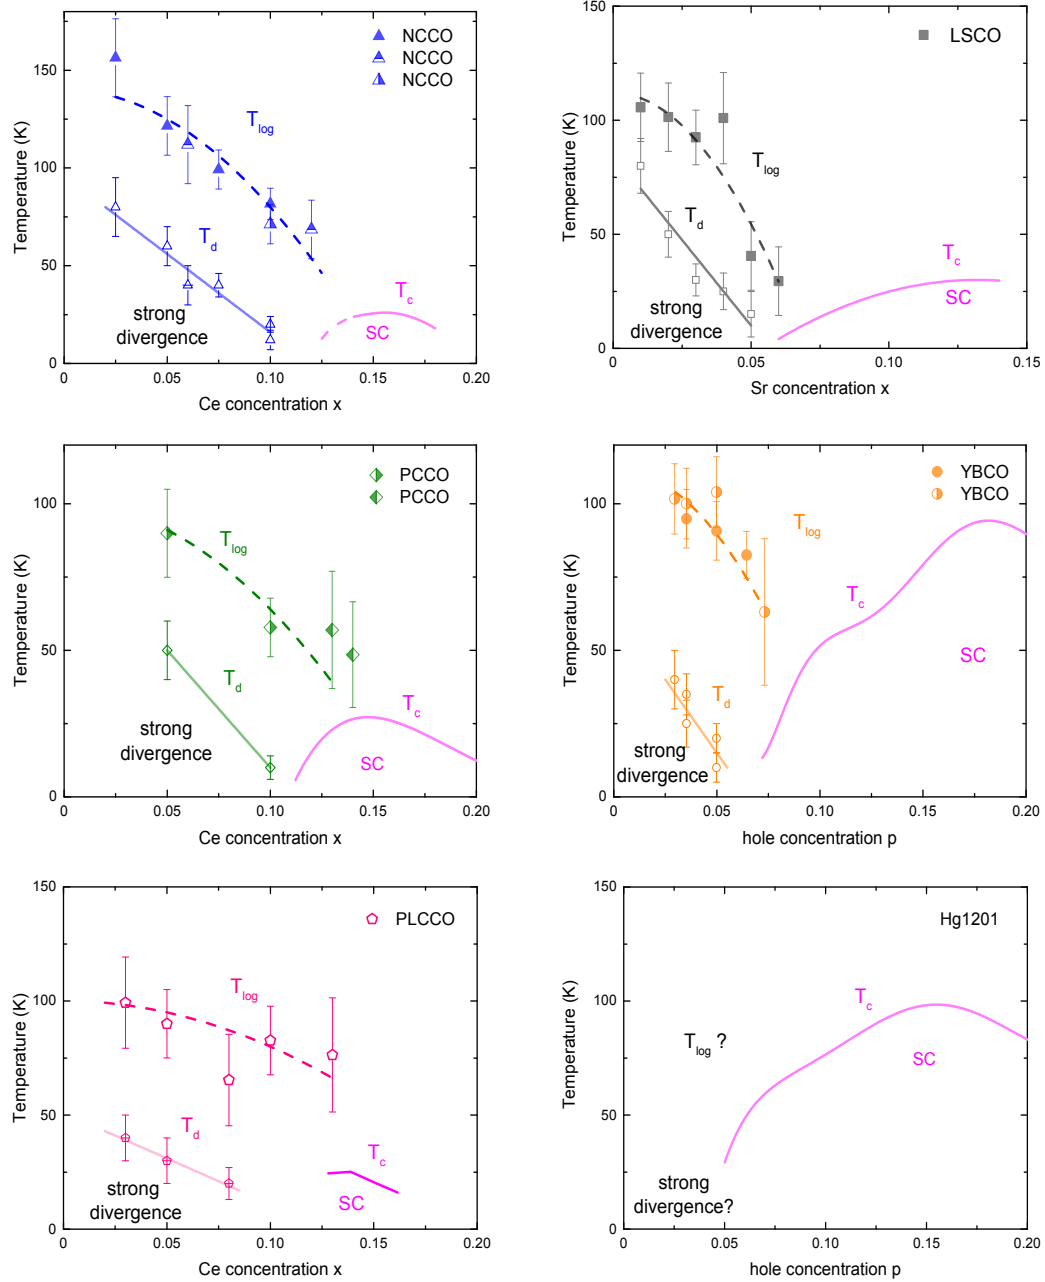 NCCO
NCCO
NCCO
T_log
T_d
T_c
SC
strong
divergence
Temperature (K)
0
50
100
150
0
0.05
0.10
0.15
0.20
Ce concentration x
LSCO
T_log
T_d
T_c
SC
strong
divergence
Temperature (K)
0
50
100
150
0
0.05
0.10
0.15
Sr concentration x
PCCO
PCCO
T_log
T_d
T_c
SC
strong
divergence
Temperature (K)
0
50
100
0
0.05
0.10
0.15
0.20
Ce concentration x
YBCO
YBCO
T_log
T_c
T_d
SC
strong
divergence
Temperature (K)
0
50
100
0
0.05
0.10
0.15
0.20
hole concentration p
PLCCO
T_log
T_d
T_c
SC
strong
divergence
Temperature (K)
0
50
100
150
0
0.05
0.10
0.15
0.20
Ce concentration x
Hg1201
T_c
T_log ?
SC
strong
divergence?
Temperature (K)
0
50
100
150
0
0.05
0.10
0.15
0.20
hole concentration p